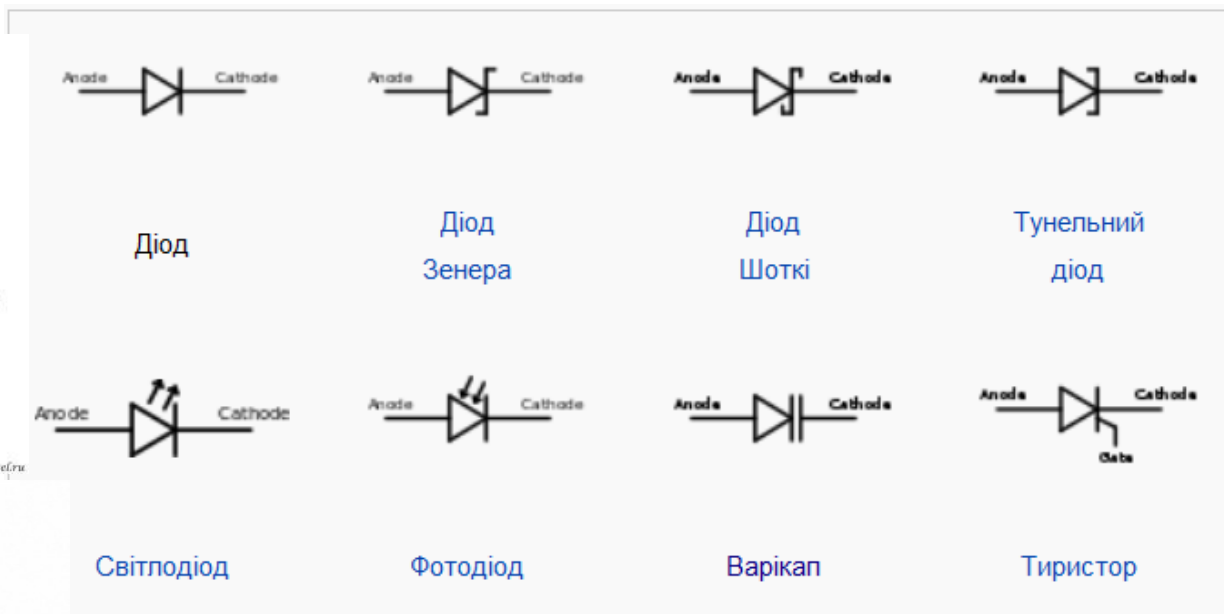 Anode Cathode Anode Cathode Anode Cathode Anode Cathode
Діод
Діод
Зенера
Діод
Шоткі
Тунельний
діод
Anode Cathode Anode Cathode Anode Cathode Anode Cathode
Gate
Світлодіод Фотодіод Варікап Тиристор